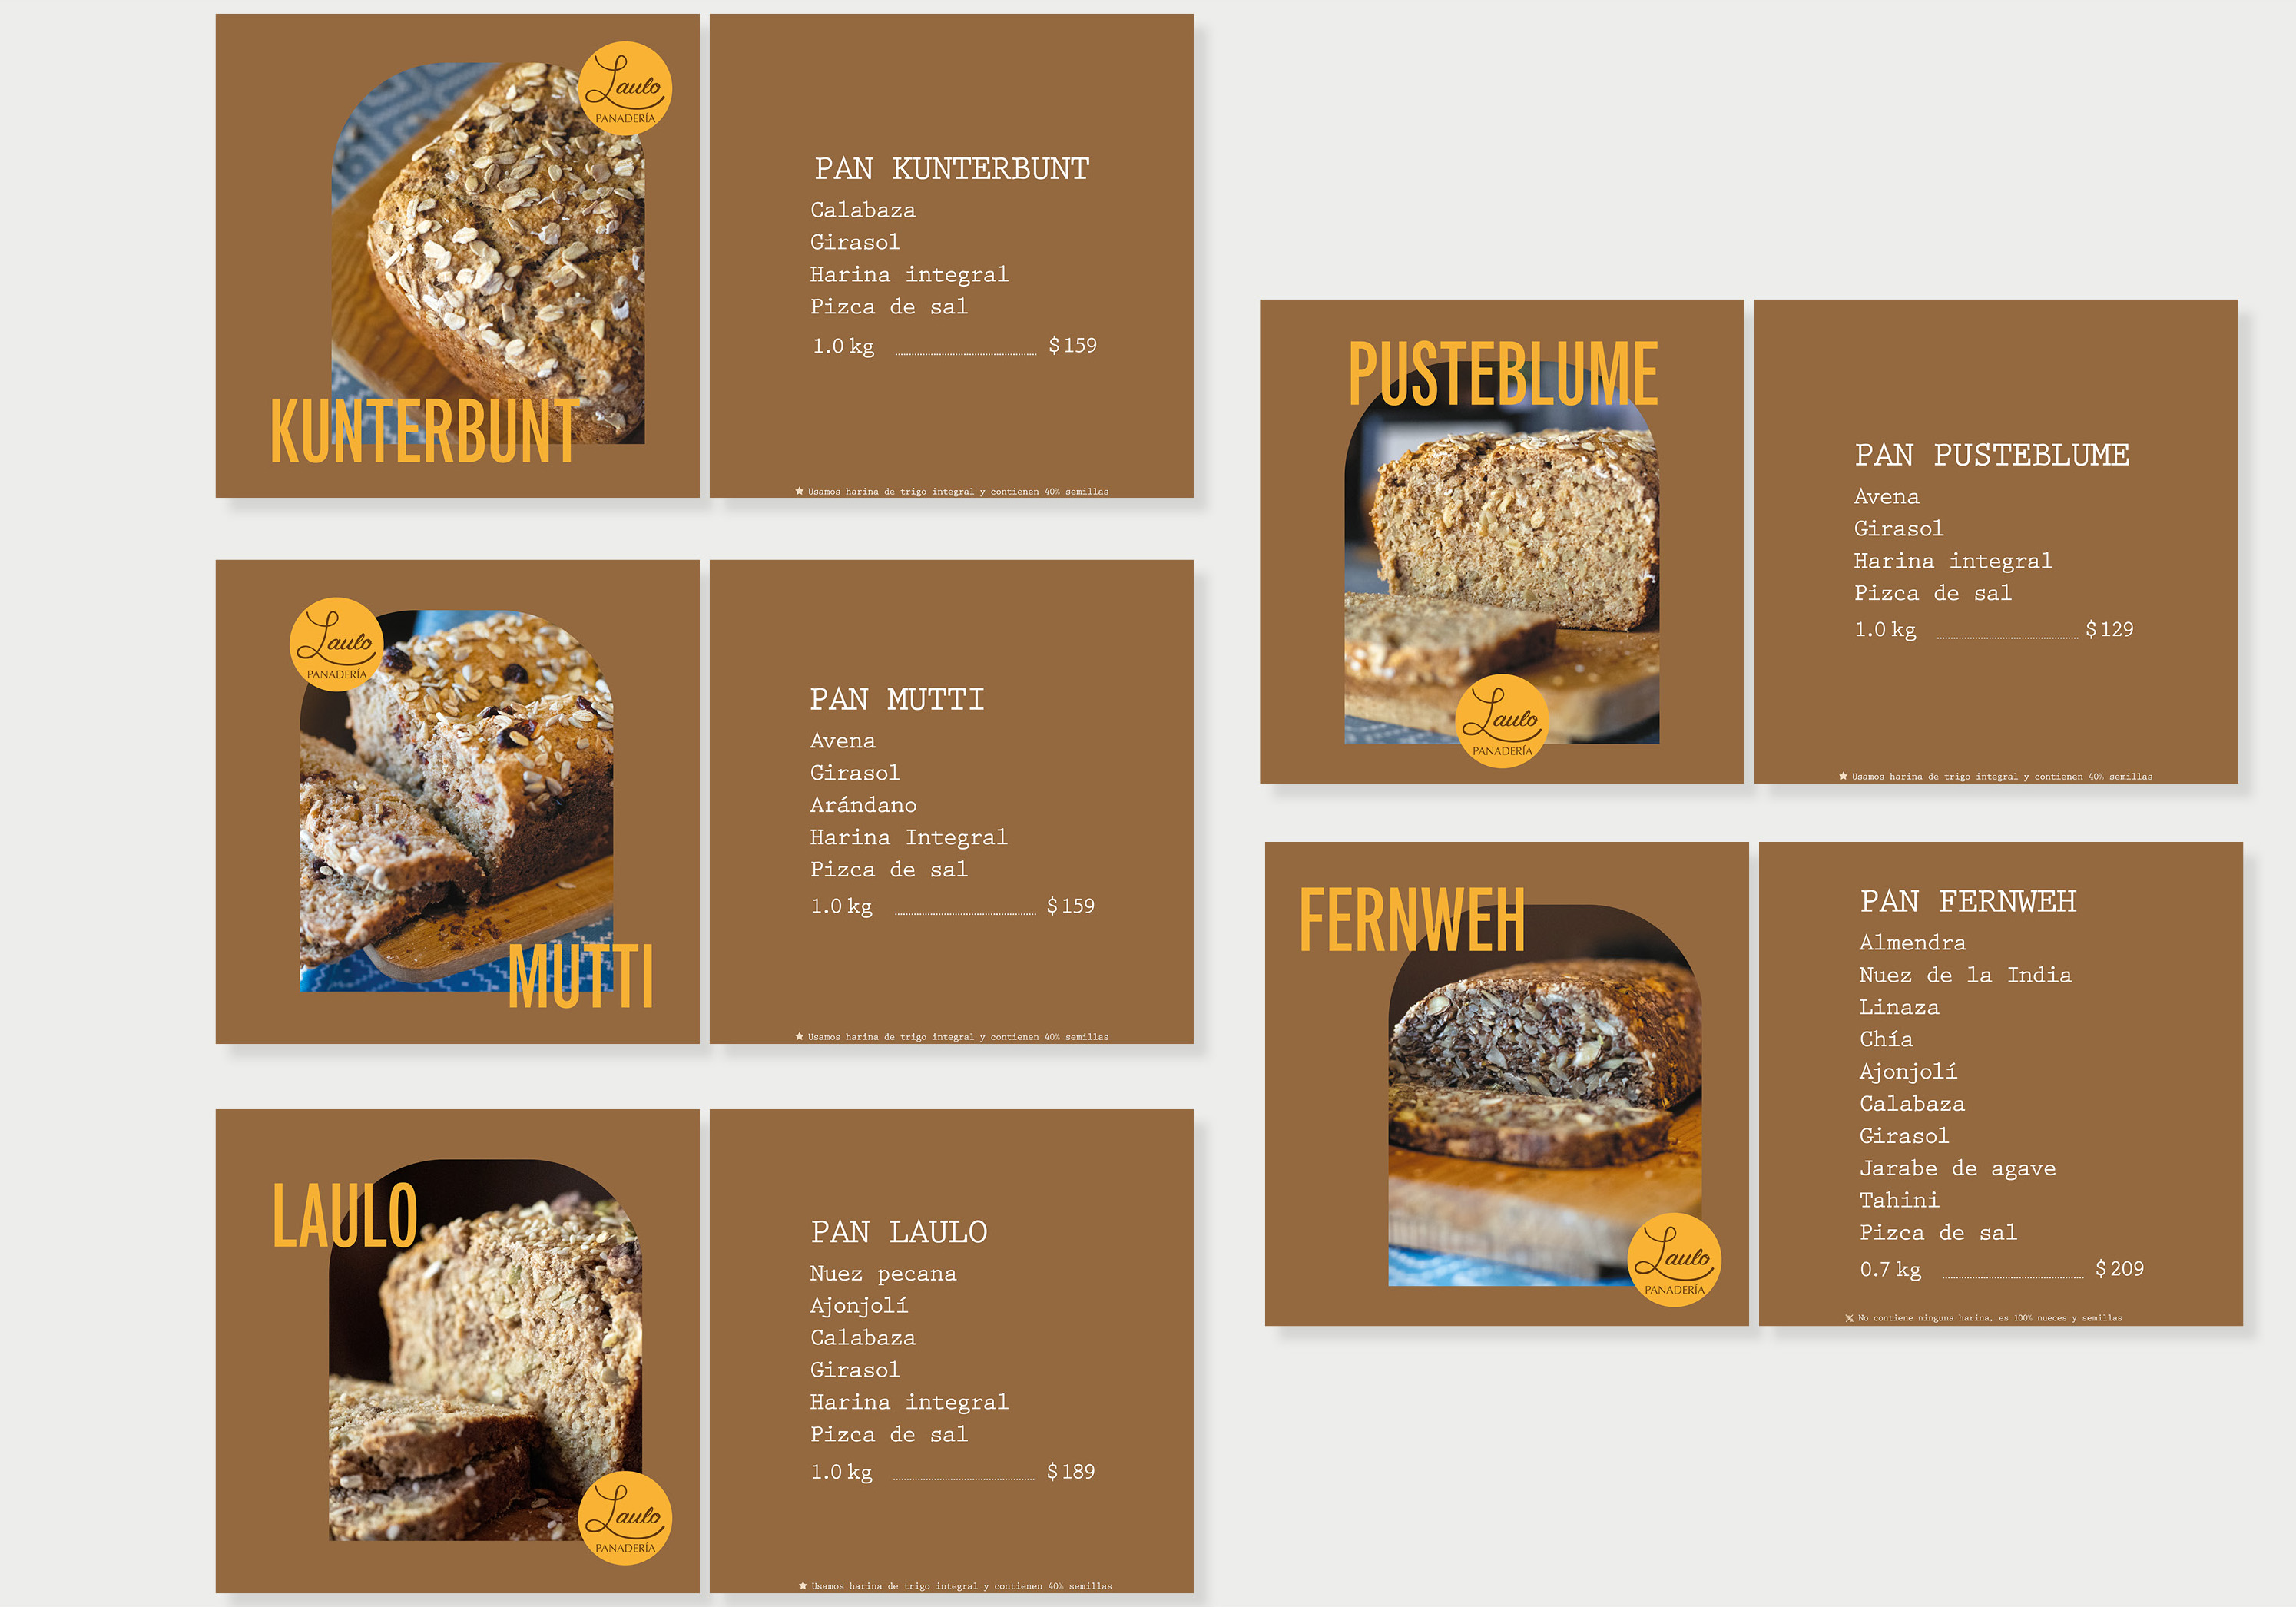 Laulo
PANADERÍA
KUNTERBUNT
PAN KUNTERBUNT
Calabaza
Girasol
Harina integral
Pizca de sal
1.0 kg ........ $ 159
★ Usamos harina de trigo integral y contienen 40% semillas
Laulo
PANADERÍA
MUTTI
PAN MUTTI
Avena
Girasol
Arándano
Harina Integral
Pizca de sal
1.0 kg ........ $ 159
★ Usamos harina de trigo integral y contienen 40% semillas
LAULO
Laulo
PANADERÍA
PAN LAULO
Nuez pecana
Ajonjolí
Calabaza
Girasol
Harina integral
Pizca de sal
1.0 kg ........ $ 189
★ Usamos harina de trigo integral y contienen 40% semillas
PUSTEBLUME
Laulo
PANADERÍA
PAN PUSTEBLUME
Avena
Girasol
Harina integral
Pizca de sal
1.0 kg ........ $ 129
★ Usamos harina de trigo integral y contienen 40% semillas
FERNWEH
Laulo
PANADERÍA
PAN FERNWEH
Almendra
Nuez de la India
Linaza
Chía
Ajonjolí
Calabaza
Girasol
Jarabe de agave
Tahini
Pizca de sal
0.7 kg ........ $ 209
No contiene ninguna harina, es 100% nueces y semillas